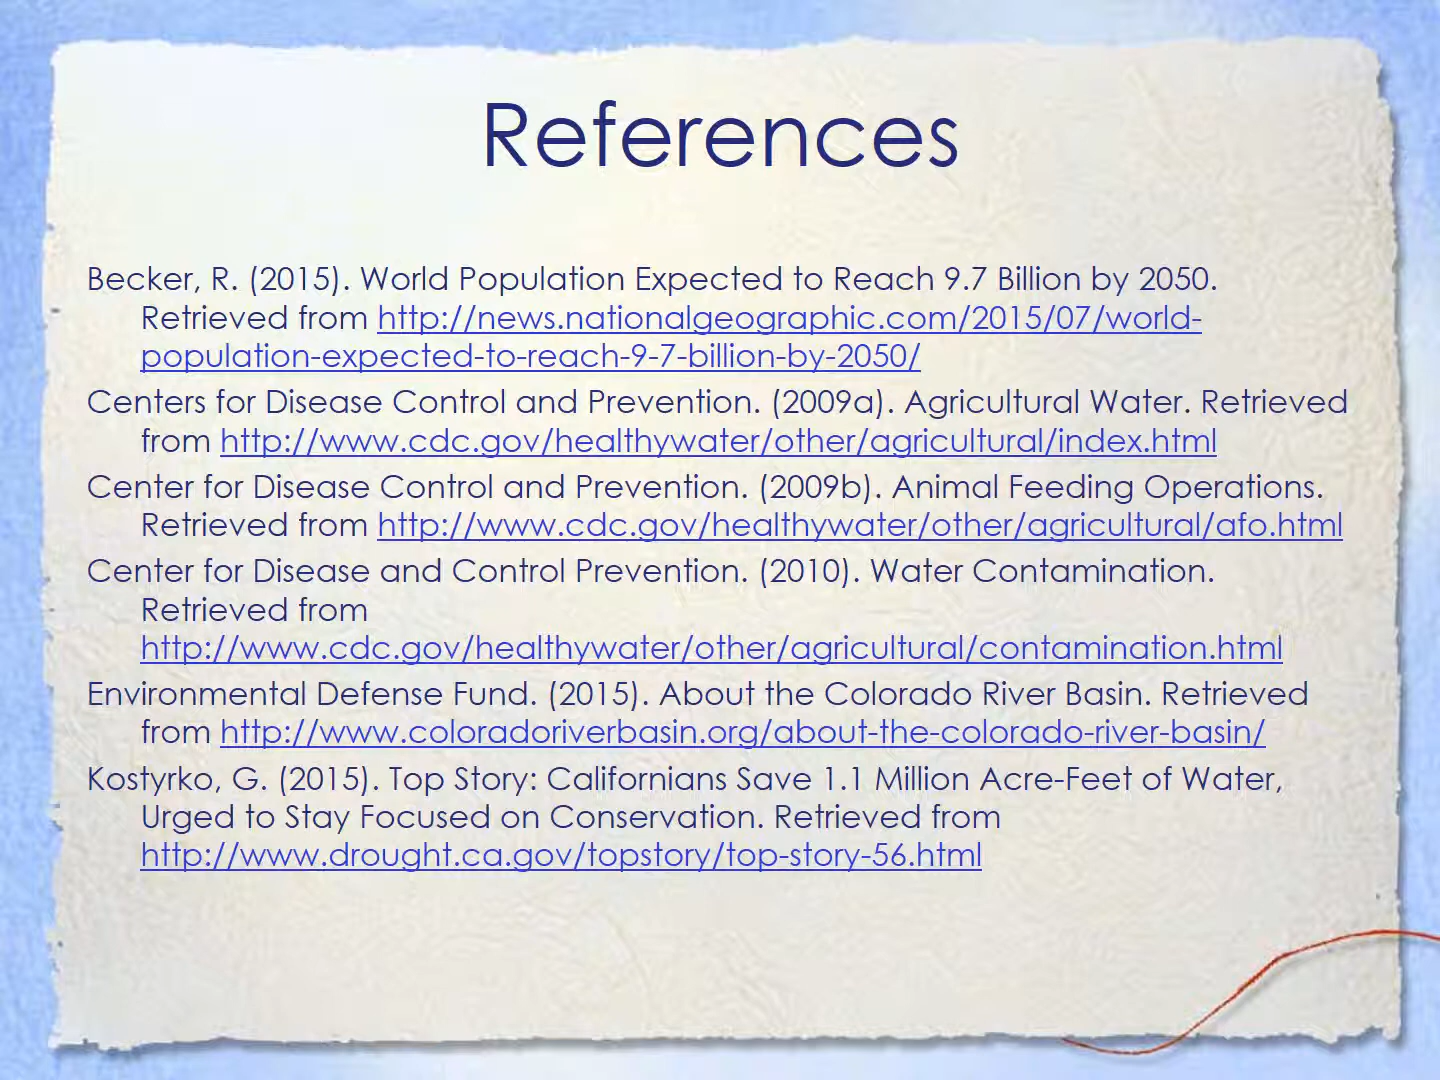 References
Becker, R. (2015). World Population Expected to Reach 9.7 Billion by 2050.
Retrieved from http://news.nationalgeographic.com/2015/07/world-
population-expected-to-reach-9-7-billion-by-2050/
Centers for Disease Control and Prevention. (2009a). Agricultural Water. Retrieved
from http://www.cdc.gov/healthywater/other/agricultural/index.html
Center for Disease Control and Prevention. (2009b). Animal Feeding Operations.
Retrieved from http://www.cdc.gov/healthywater/other/agricultural/afo.html
Center for Disease and Control Prevention. (2010). Water Contamination.
Retrieved from
http://www.cdc.gov/healthywater/other/agricultural/contamination.html
Environmental Defense Fund. (2015). About the Colorado River Basin. Retrieved
from http://www.coloradoriverbasin.org/about-the-colorado-river-basin/
Kostyrko, G. (2015). Top Story: Californians Save 1.1 Million Acre-Feet of Water,
Urged to Stay Focused on Conservation. Retrieved from
http://www.drought.ca.gov/topstory/top-story-56.html